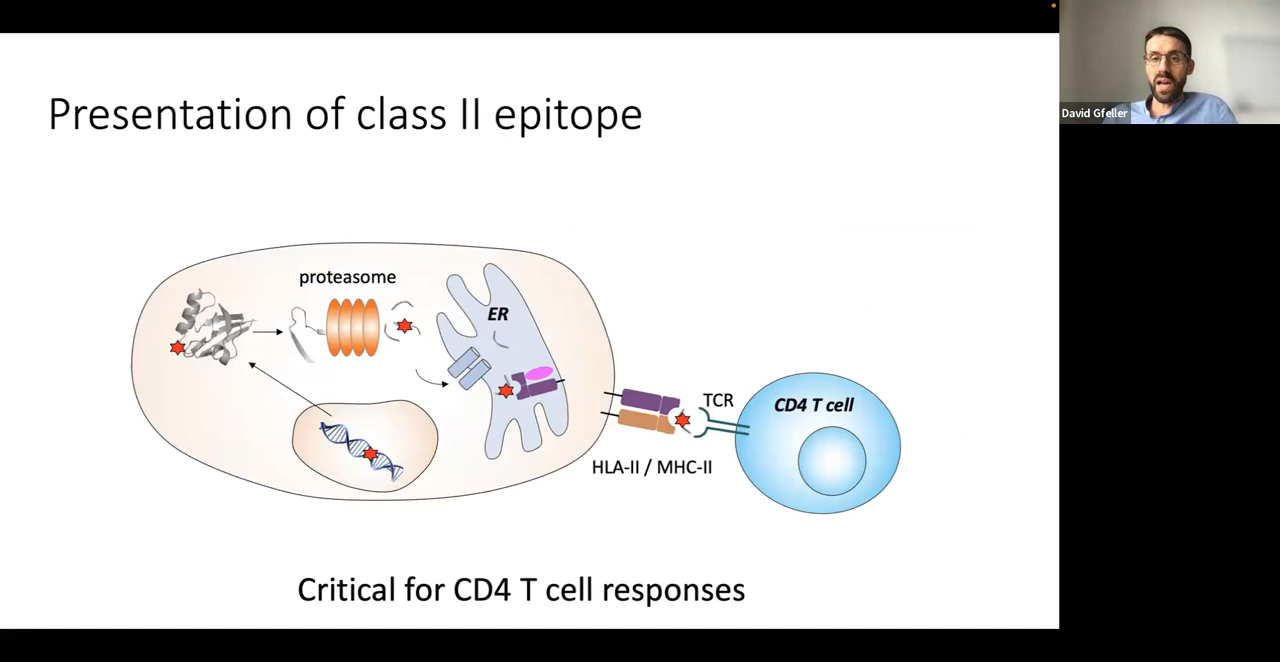 Presentation of class II epitope
David Gfeller
proteasome
ER
TCR
CD4 T cell
HLA-II / MHC-II
Critical for CD4 T cell responses